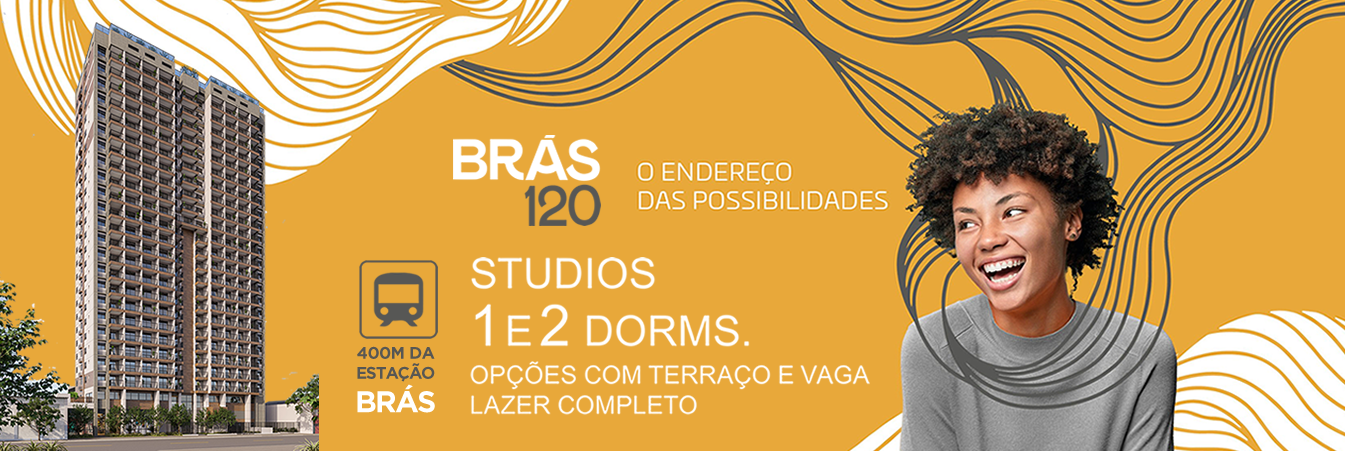 BRÁS
120
O ENDEREÇO
DAS POSSIBILIDADES
400M DA
ESTAÇÃO
BRÁS
STUDIOS
1 E 2 DORMS.
OPÇÕES COM TERRAÇO E VAGA
LAZER COMPLETO